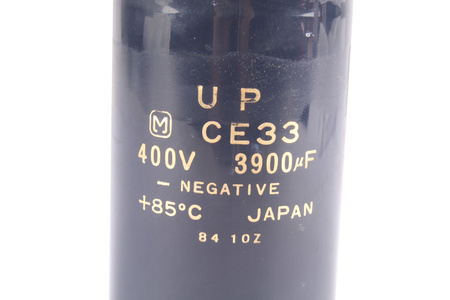 UP
M CE33
400V 3900µF
- NEGATIVE
+85°C JAPAN
84 10Z